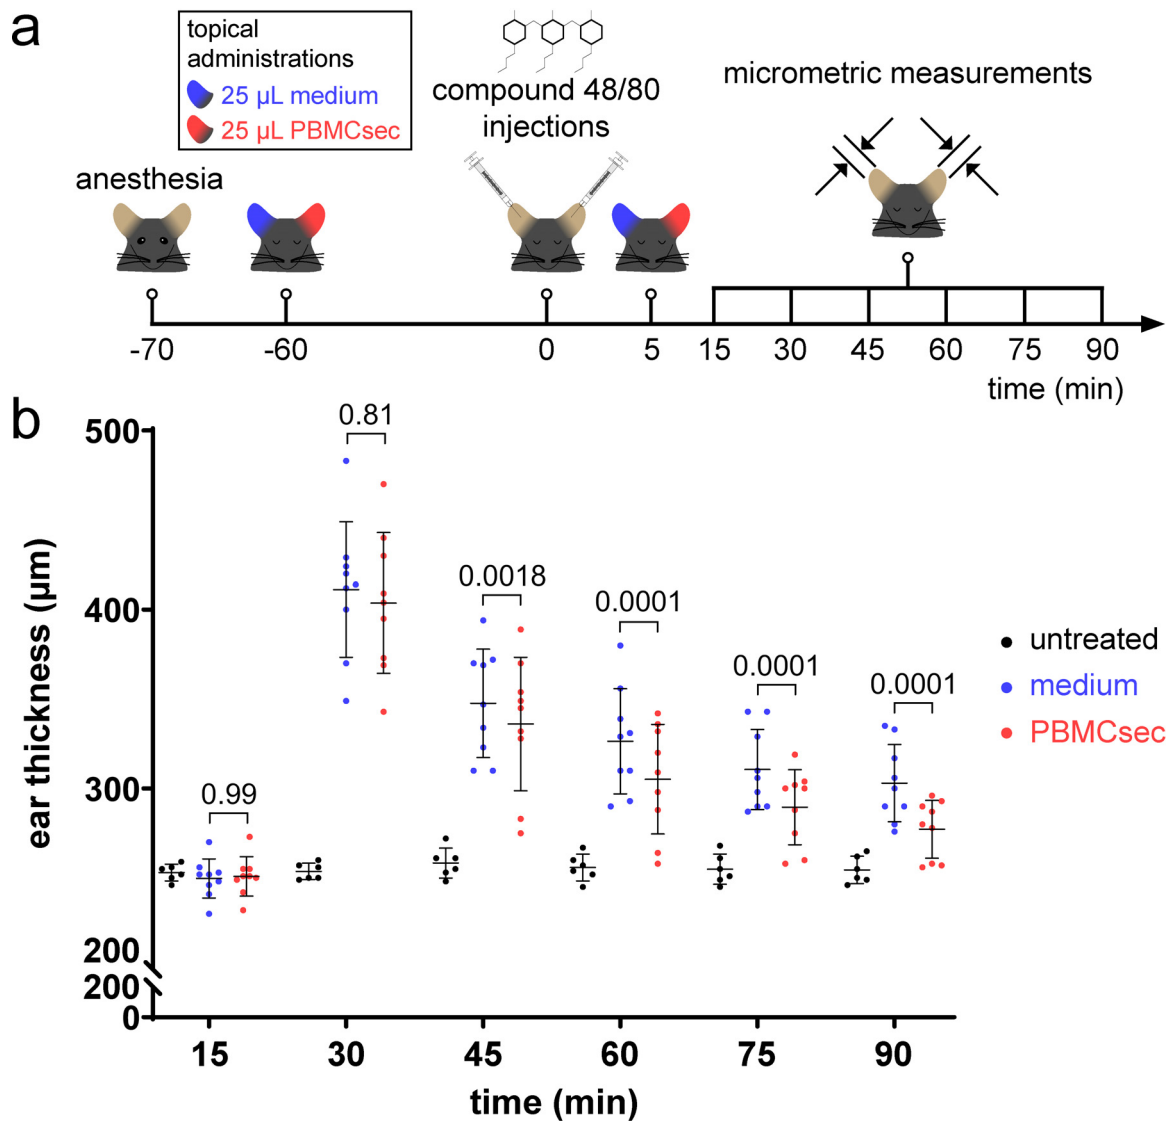 a
topical
administrations
25 µL medium
25 µL PBMCsec
compound 48/80
injections
micrometric measurements
anesthesia
-70 -60 0 5 15 30 45 60 75 90
time (min)
b
500
400
300
200
200
0
ear thickness (µm)
0.99
0.81
0.0018
0.0001
0.0001
0.0001
untreated
medium
PBMCsec
15 30 45 60 75 90
time (min)